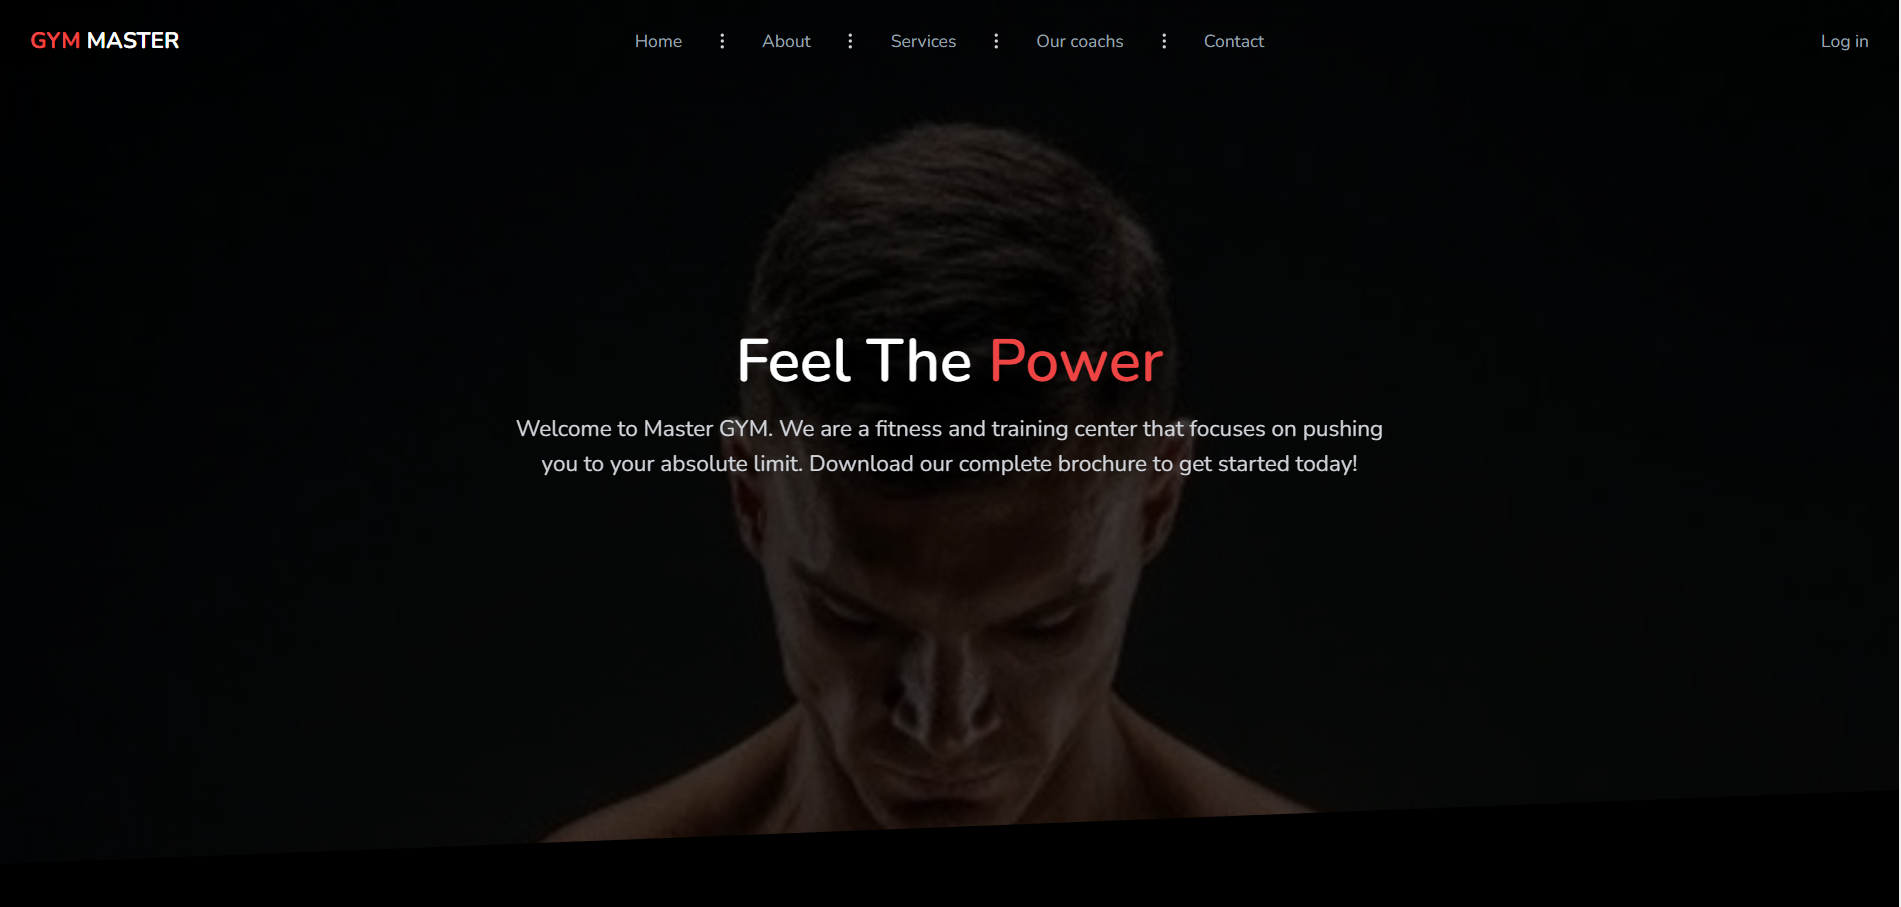 GYM MASTER
Home
About
Services
Our coachs
Contact
Log in
Feel The Power
Welcome to Master GYM. We are a fitness and training center that focuses on pushing
you to your absolute limit. Download our complete brochure to get started today!